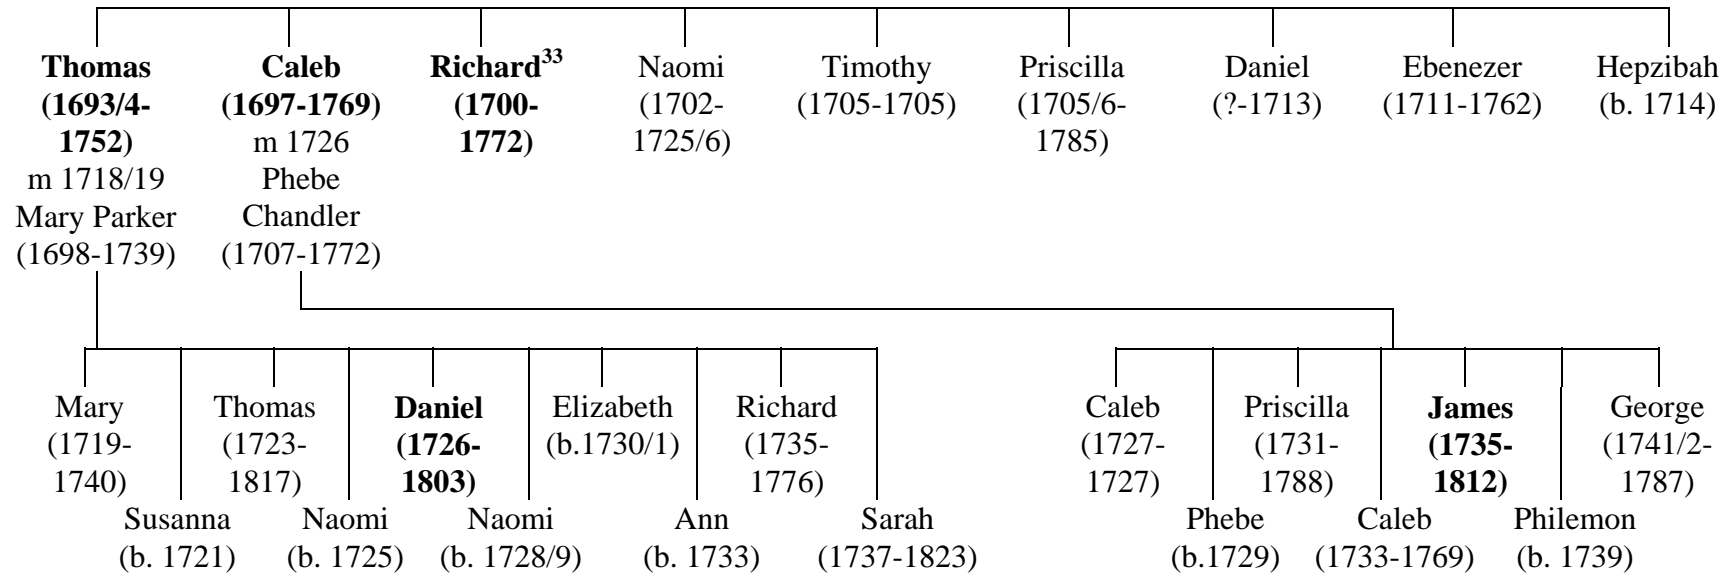 Thomas
(1693/4-
1752)
m 1718/19
Mary Parker
(1698-1739)
Caleb
(1697-1769)
m 1726
Phebe
Chandler
(1707-1772)
Richard33
(1700-
1772)
Naomi
(1702-
1725/6)
Timothy
(1705-1705)
Priscilla
(1705/6-
1785)
Daniel
(?-1713)
Ebenezer
(1711-1762)
Hepzibah
(b. 1714)
Mary
(1719-
1740)
Susanna
(b. 1721)
Thomas
(1723-
1817)
Naomi
(b. 1725)
Daniel
(1726-
1803)
Naomi
(b. 1728/9)
Elizabeth
(b.1730/1)
Ann
(b. 1733)
Richard
(1735-
1776)
Sarah
(1737-1823)
Caleb
(1727-
1727)
Phebe
(b.1729)
Priscilla
(1731-
1788)
Caleb
(1733-1769)
James
(1735-
1812)
Philemon
(b. 1739)
George
(1741/2-
1787)